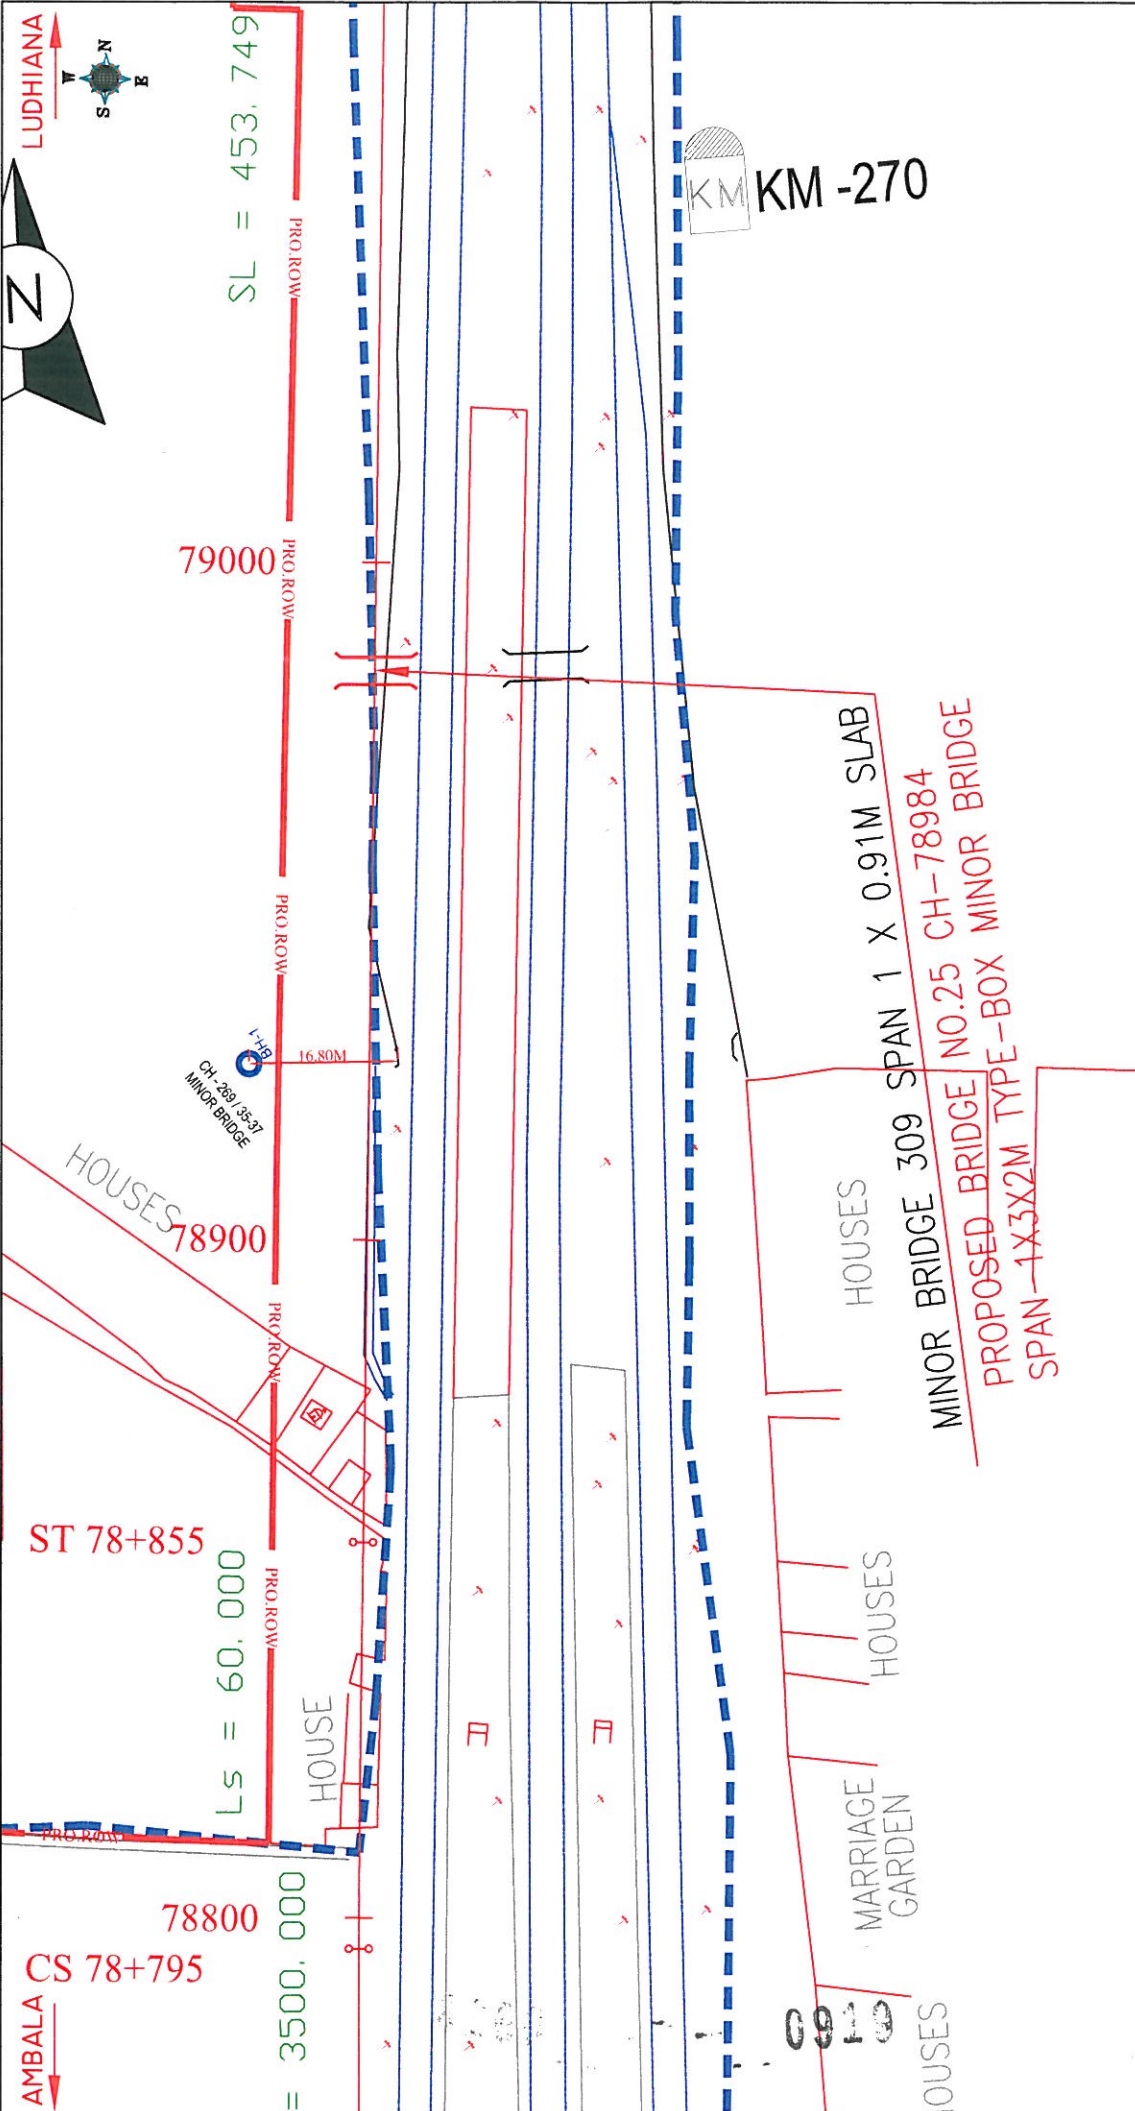 LUDHIANA
N
W
E
S
N
SL = 453.749
KM
KM -270
PRO.ROW
79000
PRO.ROW
MINOR BRIDGE 309 SPAN 1 X 0.91M SLAB
PROPOSED BRIDGE NO.25 CH-78984
SPAN-1X3X2M TYPE-BOX MINOR BRIDGE
PRO.ROW
BH-1
16.80M
CH - 269 / 35-37
MINOR BRIDGE
HOUSES
78900
HOUSES
PRO.ROW
ST 78+855
Ls = 60.000
PRO.ROW
HOUSES
HOUSE
MARRIAGE
GARDEN
PRO.ROW
78800
CS 78+795
= 3500.000
AMBALA
0910
OUSES